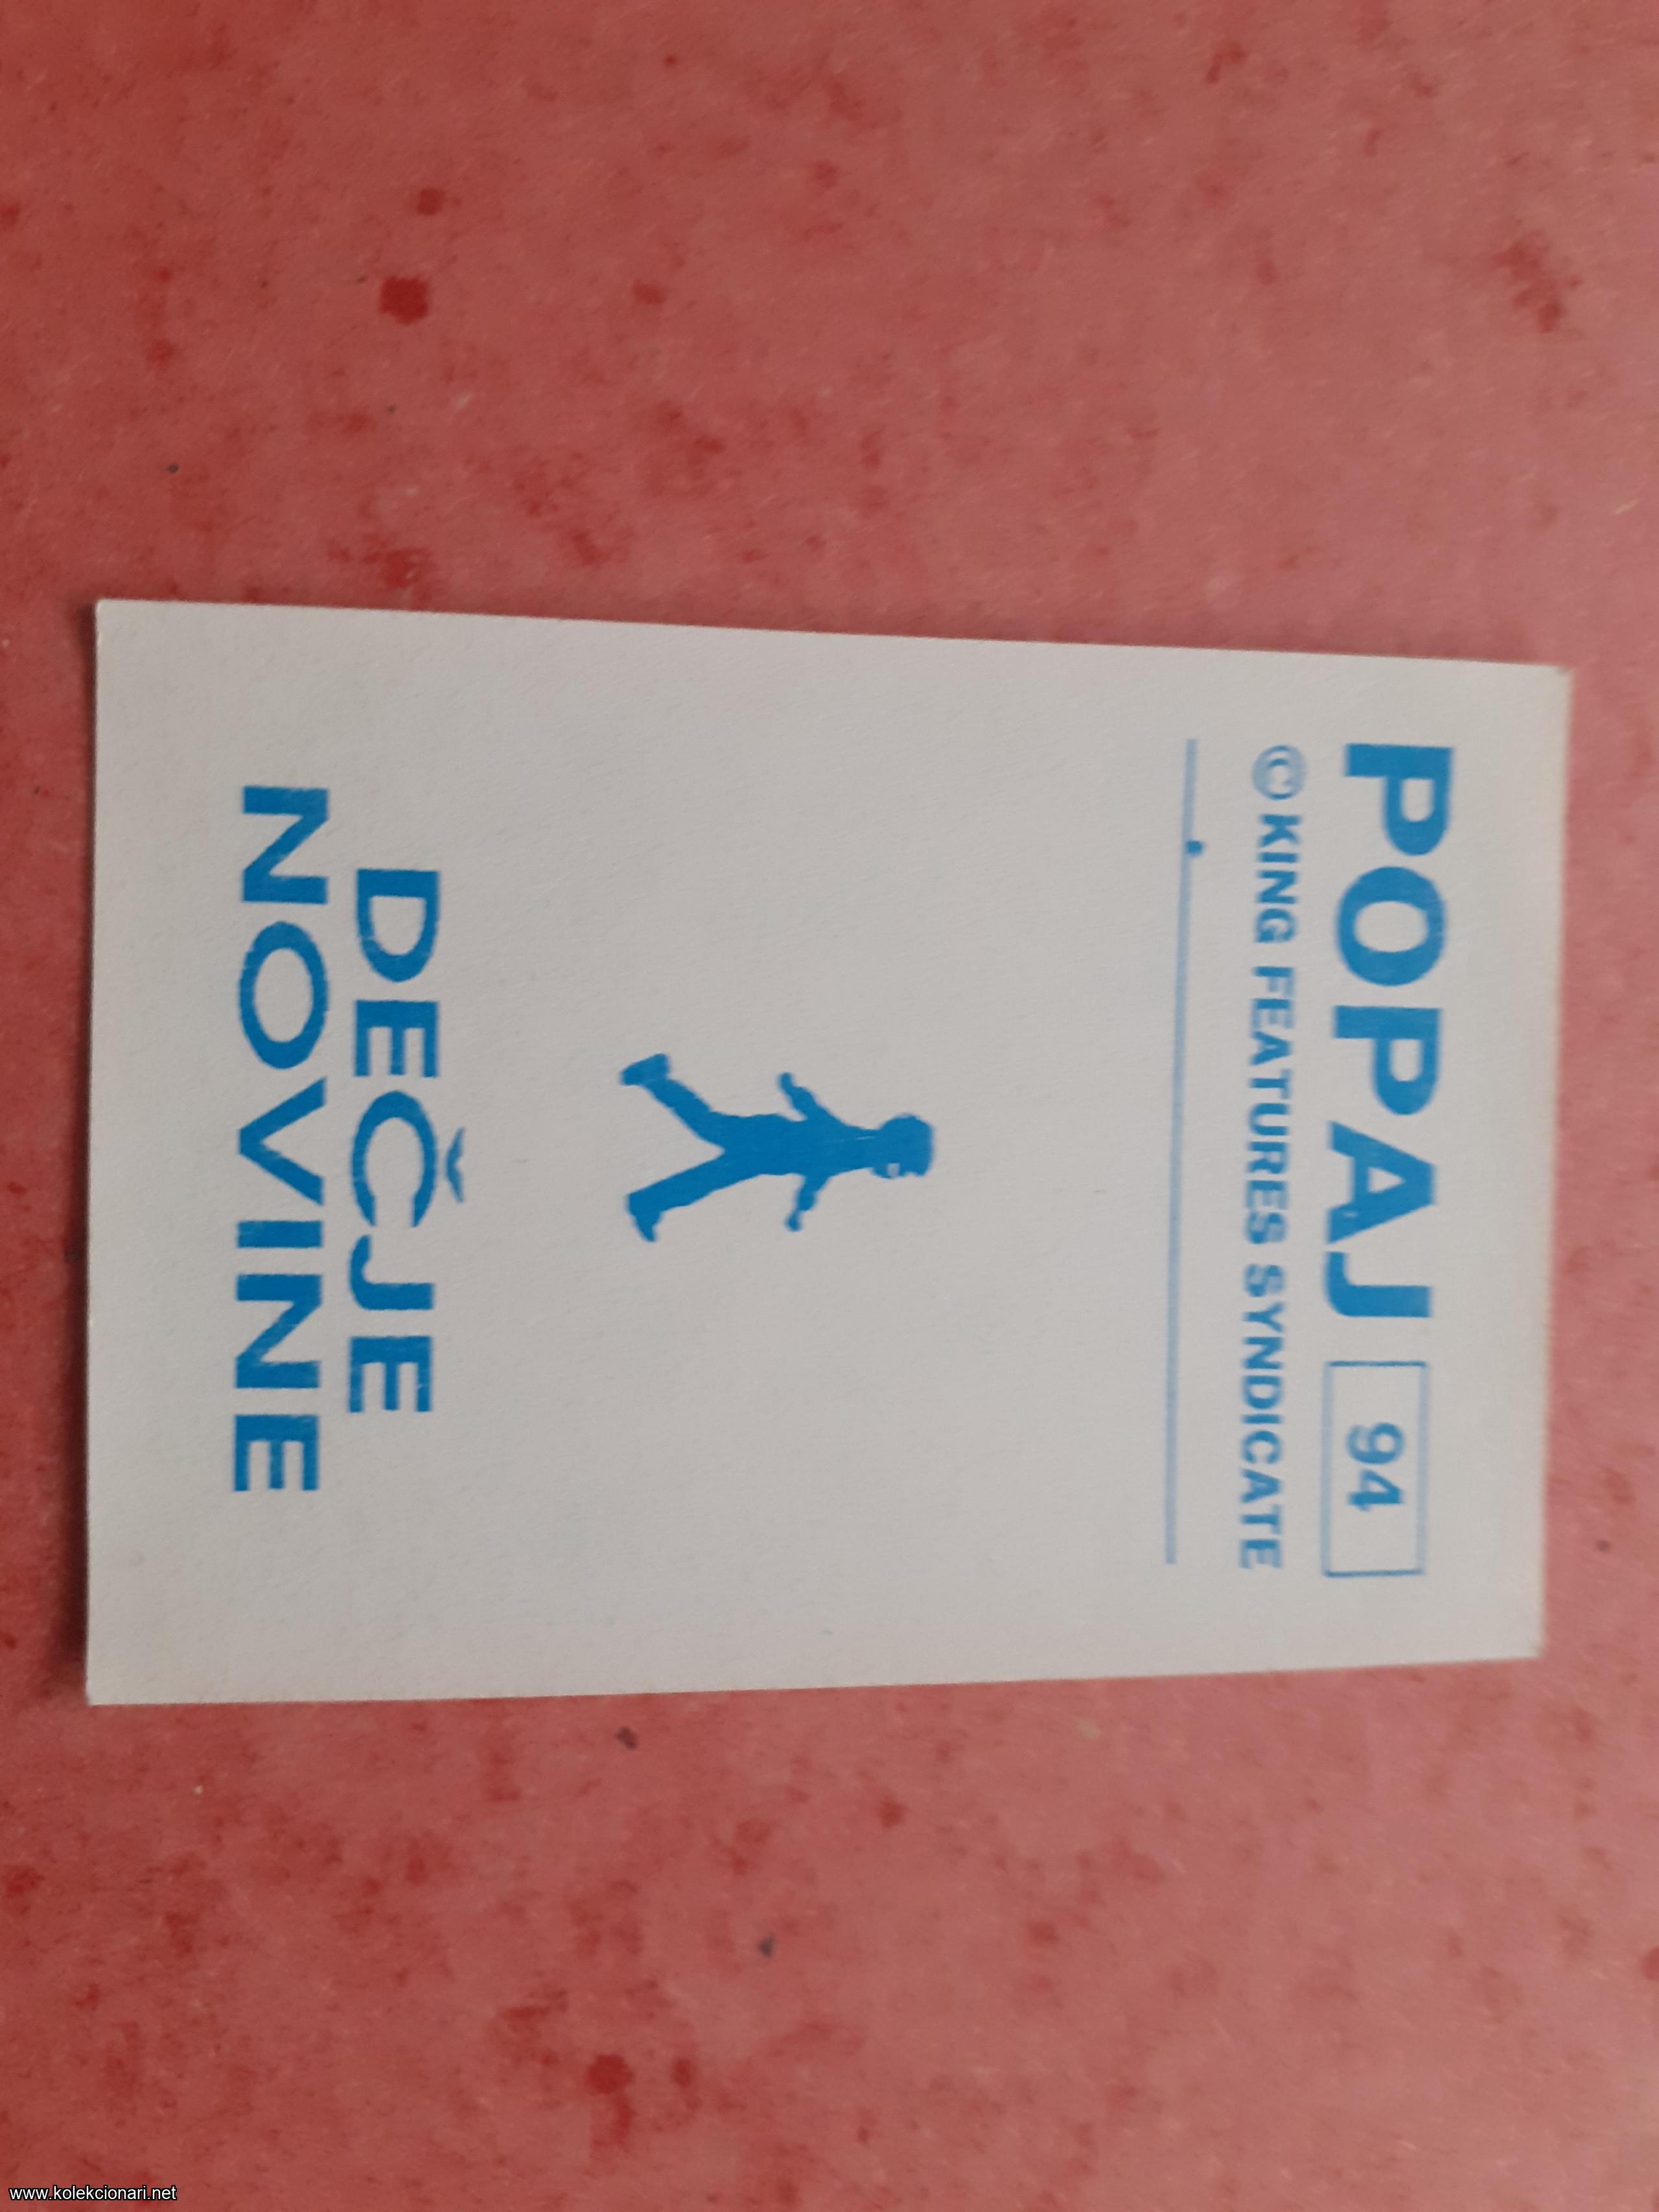 POPAJ 94
© KING FEATURES SYNDICATE
DEČJE
NOVINE
www.kolekcionari.net